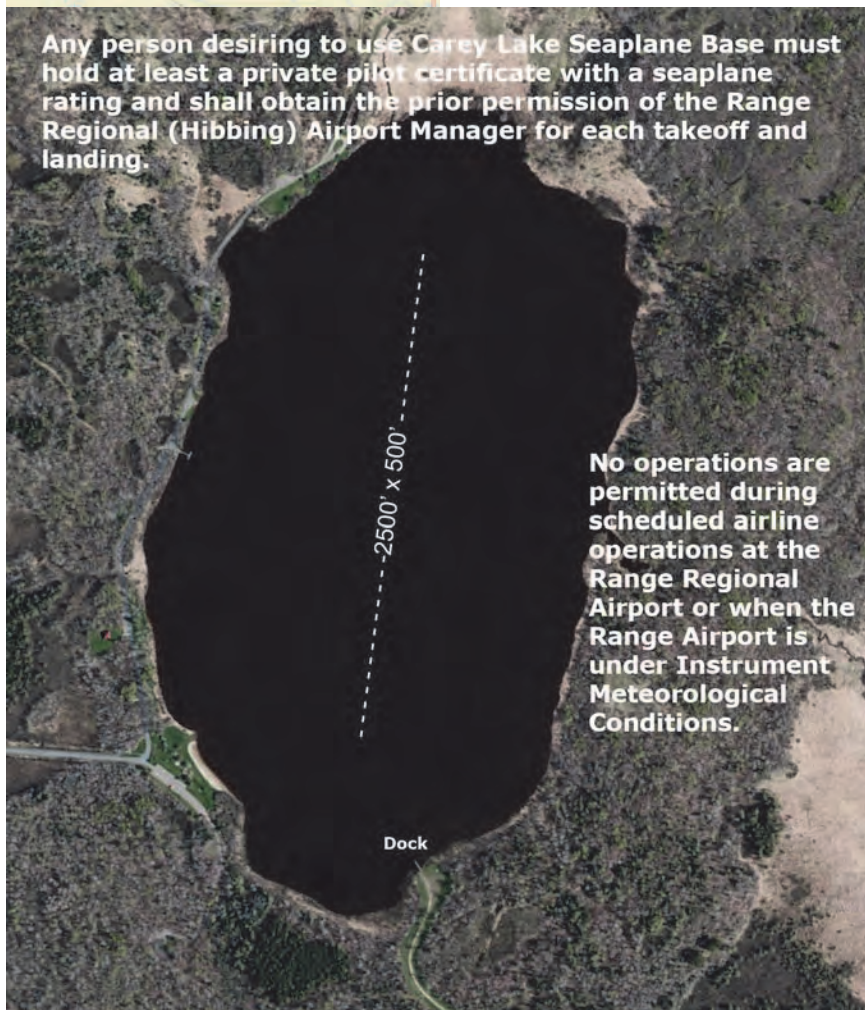 Any person desiring to use Carey Lake Seaplane Base must
hold at least a private pilot certificate with a seaplane
rating and shall obtain the prior permission of the Range
Regional (Hibbing) Airport Manager for each takeoff and
landing.
2500' x 500'
No operations are
permitted during
scheduled airline
operations at the
Range Regional
Airport or when the
Range Airport is
under Instrument
Meteorological
Conditions.
Dock